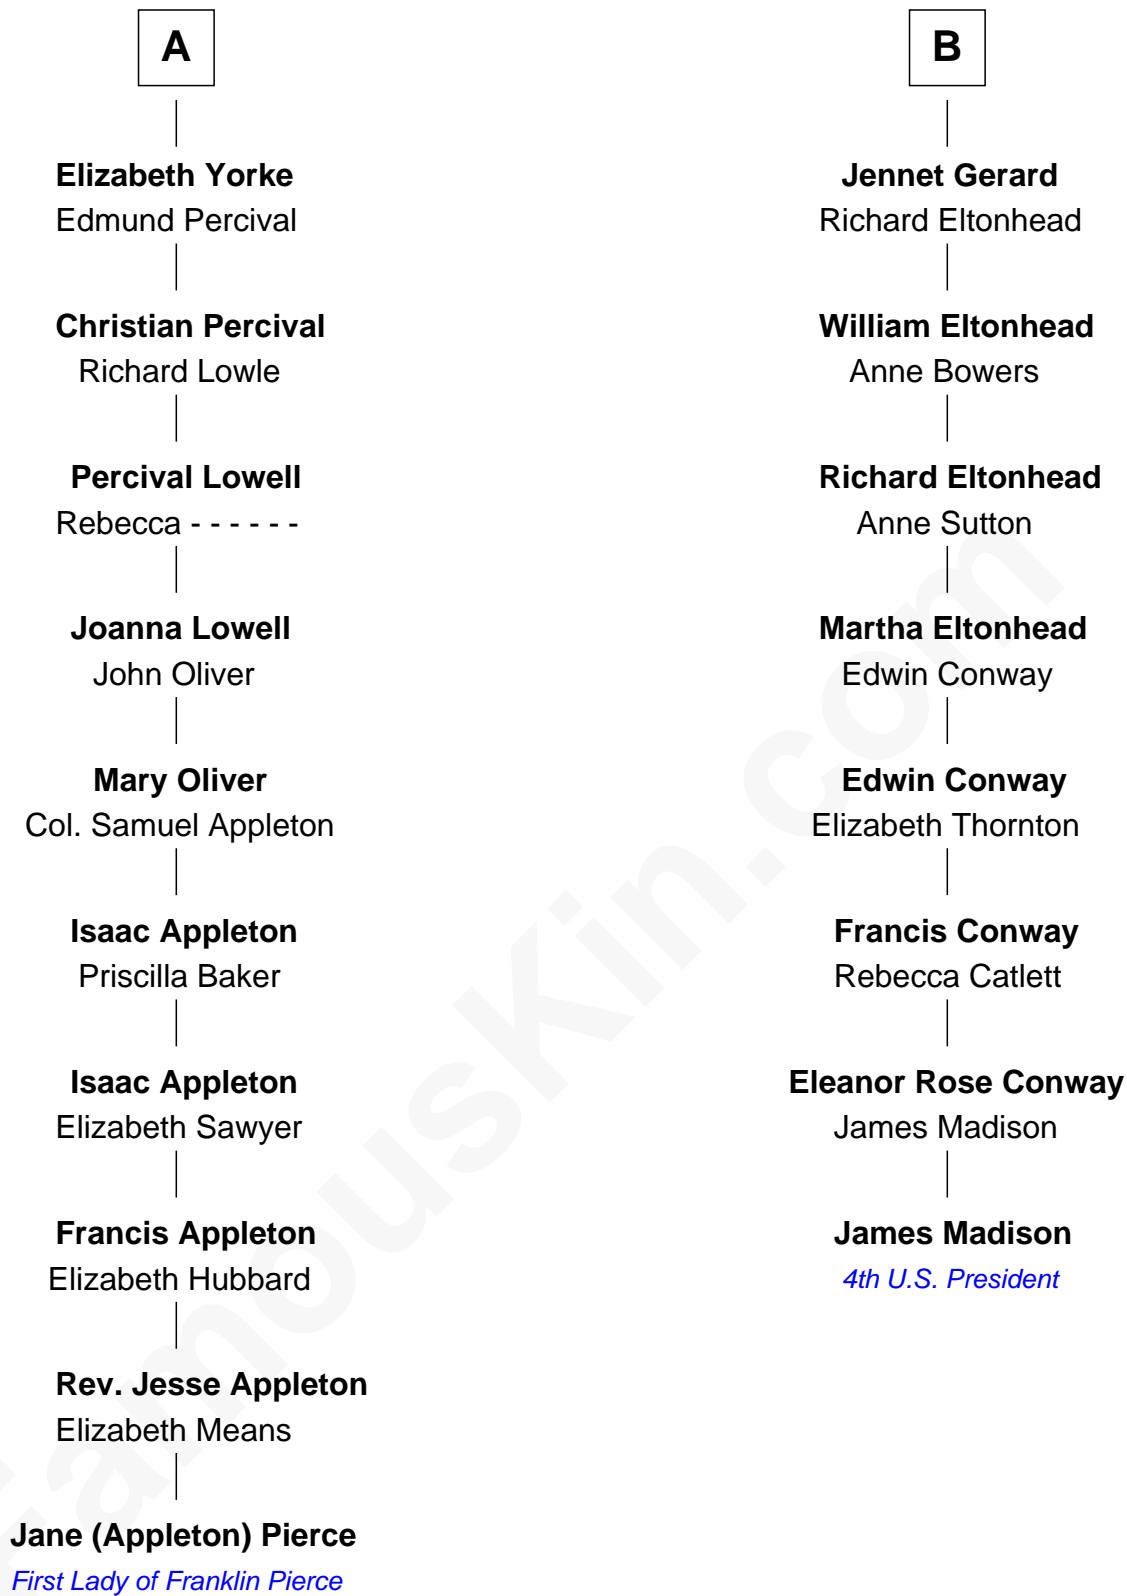 A
Elizabeth Yorke
Edmund Percival
Christian Percival
Richard Lowle
Percival Lowell
Rebecca - - - - - -
Joanna Lowell
John Oliver
Mary Oliver
Col. Samuel Appleton
Isaac Appleton
Priscilla Baker
Isaac Appleton
Elizabeth Sawyer
Francis Appleton
Elizabeth Hubbard
Rev. Jesse Appleton
Elizabeth Means
Jane (Appleton) Pierce
First Lady of Franklin Pierce
B
Jennet Gerard
Richard Eltonhead
William Eltonhead
Anne Bowers
Richard Eltonhead
Anne Sutton
Martha Eltonhead
Edwin Conway
Edwin Conway
Elizabeth Thornton
Francis Conway
Rebecca Catlett
Eleanor Rose Conway
James Madison
James Madison
4th U.S. President
FamousKin.com